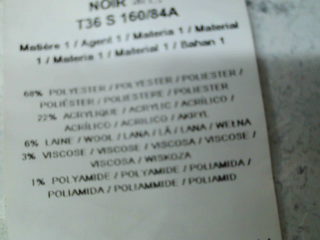 NOIR
T36 S 160/84A
Matière 1 / Agent 1 / Materia 1 / Material
1 / Materia 1 / Material 1 / Bahan 1
68% POLYESTER / POLYESTER / POLIESTER /
POLIÉSTER / POLIESTERE / POLIESTER
22% ACRYLIQUE / ACRYLIC / ACRÍLICO /
ACRÍLICO / ACRILICO / AKRYL
6% LAINE / WOOL / LANA / LÃ / LANA / WEŁNA
3% VISCOSE / VISCOSE / VISCOSA / VISCOSE /
VISCOSA / WISKOZA
1% POLYAMIDE / POLYAMIDE / POLIAMIDA /
POLIAMIDA / POLIAMMIDE / POLIAMID